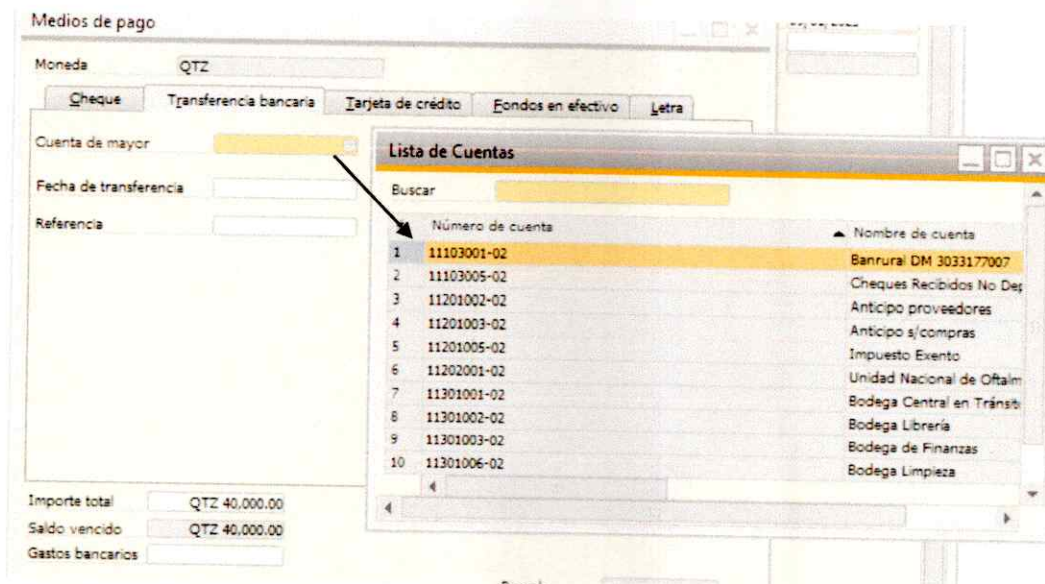 Medios de pago
Moneda QTZ
Cheque Transferencia bancaria Tarjeta de crédito Fondos en efectivo Letra
Cuenta de mayor
Fecha de transferencia
Referencia
Lista de Cuentas
Buscar
Número de cuenta Nombre de cuenta
1 11103001-02 Banrural DM 3033177007
2 11103005-02 Cheques Recibidos No Dep
3 11201002-02 Anticipo proveedores
4 11201003-02 Anticipo s/compras
5 11201005-02 Impuesto Exento
6 11202001-02 Unidad Nacional de Oftalm
7 11301001-02 Bodega Central en Tránsito
8 11301002-02 Bodega Librería
9 11301003-02 Bodega de Finanzas
10 11301006-02 Bodega Limpieza
Importe total QTZ 40,000.00
Saldo vencido QTZ 40,000.00
Gastos bancarios